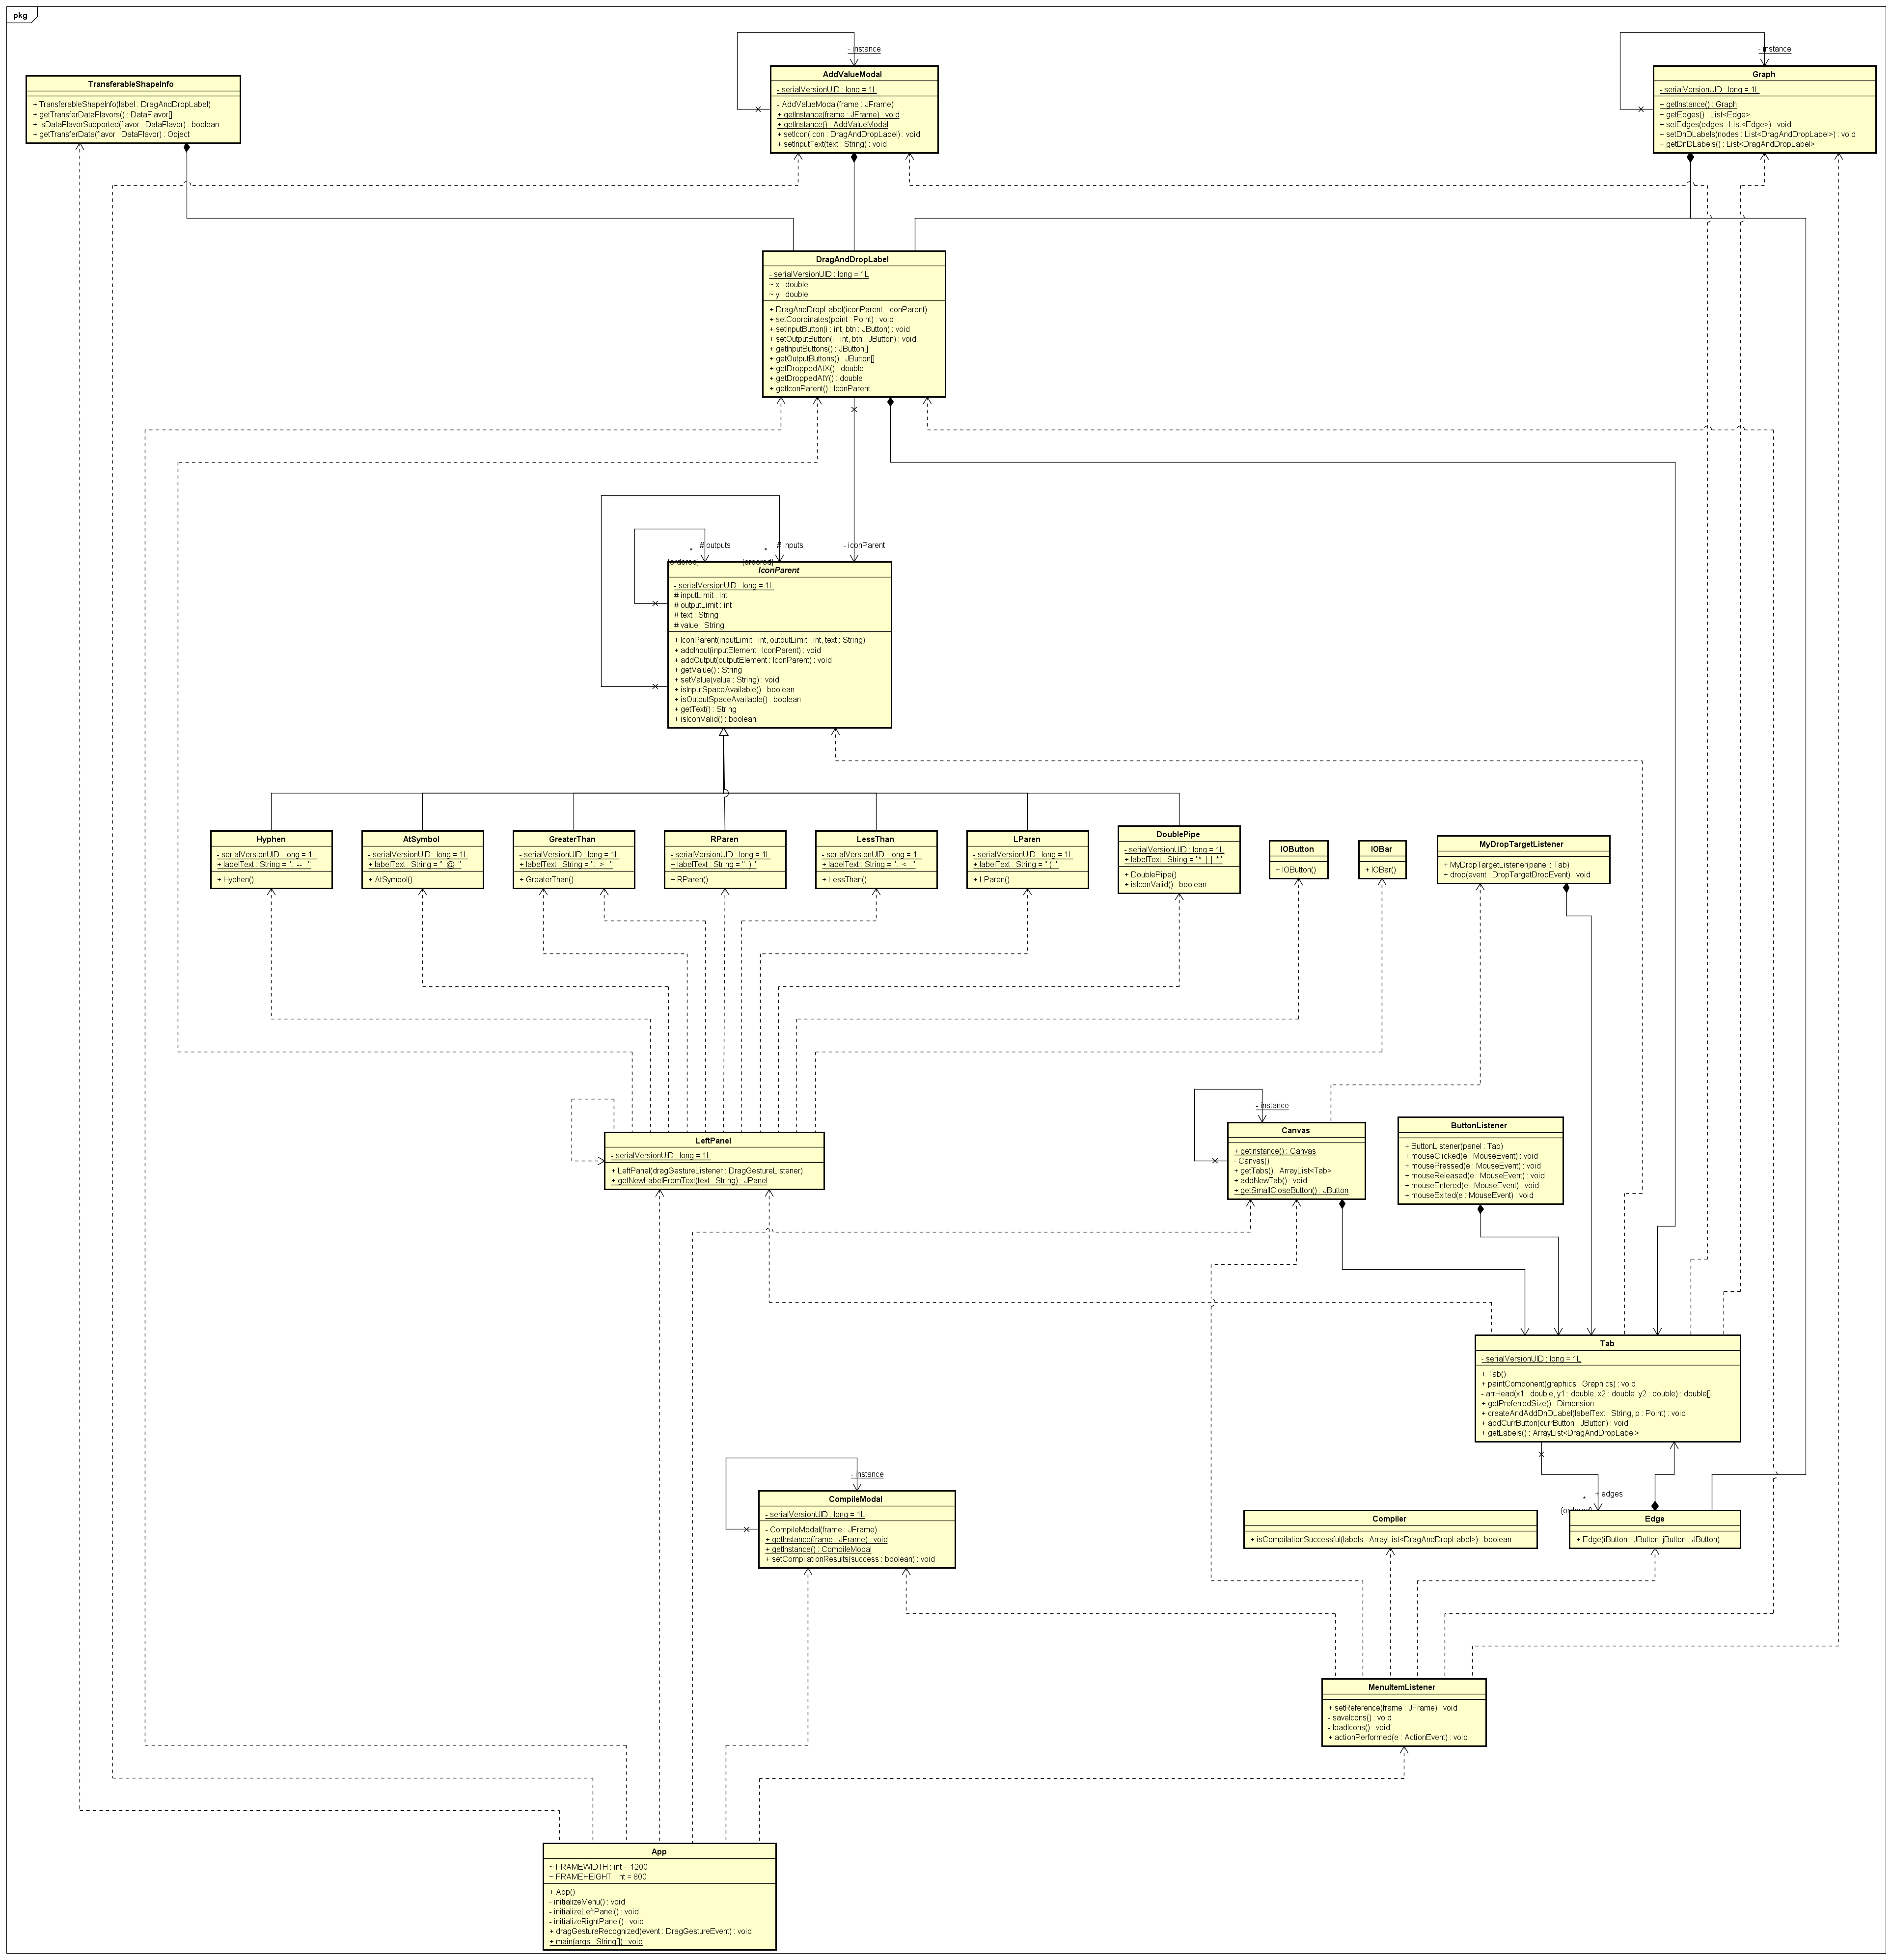 pkg
- instance
- instance
TransferableShapeInfo
+ TransferableShapeInfo(label : DragAndDropLabel)
+ getTransferDataFlavors() : DataFlavor[]
+ isDataFlavorSupported(flavor : DataFlavor) : boolean
+ getTransferData(flavor : DataFlavor) : Object
AddValueModal
- serialVersionUID : long = 1L
- AddValueModal(frame : JFrame)
+ getInstance(frame : JFrame) : void
+ getInstance() : AddValueModal
+ setIcon(icon : DragAndDropLabel) : void
+ setInputText(text : String) : void
Graph
- serialVersionUID : long = 1L
+ getInstance() : Graph
+ getEdges() : List<Edge>
+ setEdges(edges : List<Edge>) : void
+ setDnDLabels(nodes : List<DragAndDropLabel>) : void
+ getDnDLabels() : List<DragAndDropLabel>
DragAndDropLabel
- serialVersionUID : long = 1L
~ x : double
~ y : double
+ DragAndDropLabel(iconParent : IconParent)
+ setCoordinates(point : Point) : void
+ setInputButton(i : int, btn : JButton) : void
+ setOutputButton(i : int, btn : JButton) : void
+ getInputButtons() : JButton[]
+ getOutputButtons() : JButton[]
+ getDroppedAtX() : double
+ getDroppedAtY() : double
+ getIconParent() : IconParent
# outputs
# inputs
- iconParent
*
*
{ordered}
{ordered}
IconParent
- serialVersionUID : long = 1L
# inputLimit : int
# outputLimit : int
# text : String
# value : String
+ IconParent(inputLimit : int, outputLimit : int, text : String)
+ addInput(inputElement : IconParent) : void
+ addOutput(outputElement : IconParent) : void
+ getValue() : String
+ setValue(value : String) : void
+ isInputSpaceAvailable() : boolean
+ isOutputSpaceAvailable() : boolean
+ getText() : String
+ isIconValid() : boolean
Hyphen
- serialVersionUID : long = 1L
+ labelText : String = ". -- ."
+ Hyphen()
AtSymbol
- serialVersionUID : long = 1L
+ labelText : String = ".@."
+ AtSymbol()
GreaterThan
- serialVersionUID : long = 1L
+ labelText : String = ": > ."
+ GreaterThan()
RParen
- serialVersionUID : long = 1L
+ labelText : String = ". ) "
+ RParen()
LessThan
- serialVersionUID : long = 1L
+ labelText : String = ". < :"
+ LessThan()
LParen
- serialVersionUID : long = 1L
+ labelText : String = " ( ."
+ LParen()
DoublePipe
- serialVersionUID : long = 1L
+ labelText : String = "* | | *"
+ DoublePipe()
+ isIconValid() : boolean
IOButton
+ IOButton()
IOBar
+ IOBar()
MyDropTargetListener
+ MyDropTargetListener(panel : Tab)
+ drop(event : DropTargetDropEvent) : void
LeftPanel
- serialVersionUID : long = 1L
+ LeftPanel(dragGestureListener : DragGestureListener)
+ getNewLabelFromText(text : String) : JPanel
- instance
Canvas
+ getInstance() : Canvas
- Canvas()
+ getTabs() : ArrayList<Tab>
+ addNewTab() : void
+ getSmallCloseButton() : JButton
ButtonListener
+ ButtonListener(panel : Tab)
+ mouseClicked(e : MouseEvent) : void
+ mousePressed(e : MouseEvent) : void
+ mouseReleased(e : MouseEvent) : void
+ mouseEntered(e : MouseEvent) : void
+ mouseExited(e : MouseEvent) : void
Tab
- serialVersionUID : long = 1L
+ Tab()
+ paintComponent(graphics : Graphics) : void
- arrHead(x1 : double, y1 : double, x2 : double, y2 : double) : double[]
+ getPreferredSize() : Dimension
+ createAndAddDnDLabel(labelText : String, p : Point) : void
+ addCurrButton(currButton : JButton) : void
+ getLabels() : ArrayList<DragAndDropLabel>
- instance
CompileModal
- serialVersionUID : long = 1L
- CompileModal(frame : JFrame)
+ getInstance(frame : JFrame) : void
+ getInstance() : CompileModal
+ setCompilationResults(success : boolean) : void
+ edges
*
{ordered}
Compiler
+ isCompilationSuccessful(labels : ArrayList<DragAndDropLabel>) : boolean
Edge
+ Edge(iButton : JButton, jButton : JButton)
MenuItemListener
+ setReference(frame : JFrame) : void
- saveIcons() : void
- loadIcons() : void
+ actionPerformed(e : ActionEvent) : void
App
~ FRAMEWIDTH : int = 1200
~ FRAMEHEIGHT : int = 800
+ App()
- initializeMenu() : void
- initializeLeftPanel() : void
- initializeRightPanel() : void
+ dragGestureRecognized(event : DragGestureEvent) : void
+ main(args : String[]) : void